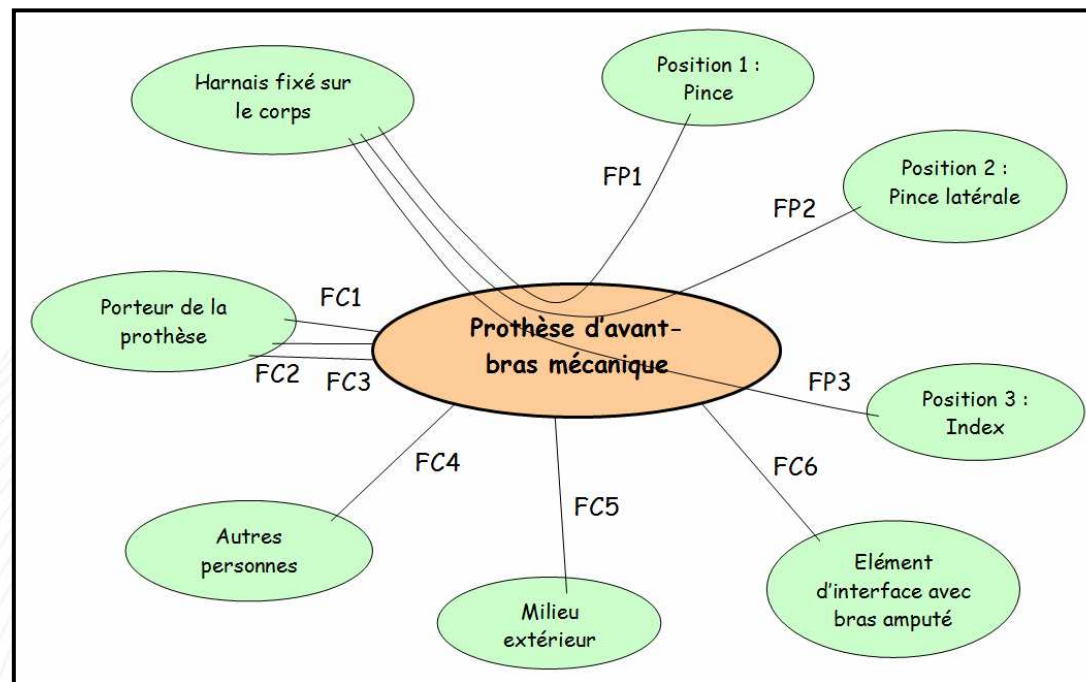 Harnais fixé sur
le corps
Position 1 :
Pince
FP1
Position 2 :
Pince latérale
FP2
Porteur de la
prothèse
FC1
FC2
FC3
Prothèse d'avant-
bras mécanique
FP3
Position 3 :
Index
FC4
FC5
FC6
Autres
personnes
Milieu
extérieur
Elément
d'interface avec
bras amputé